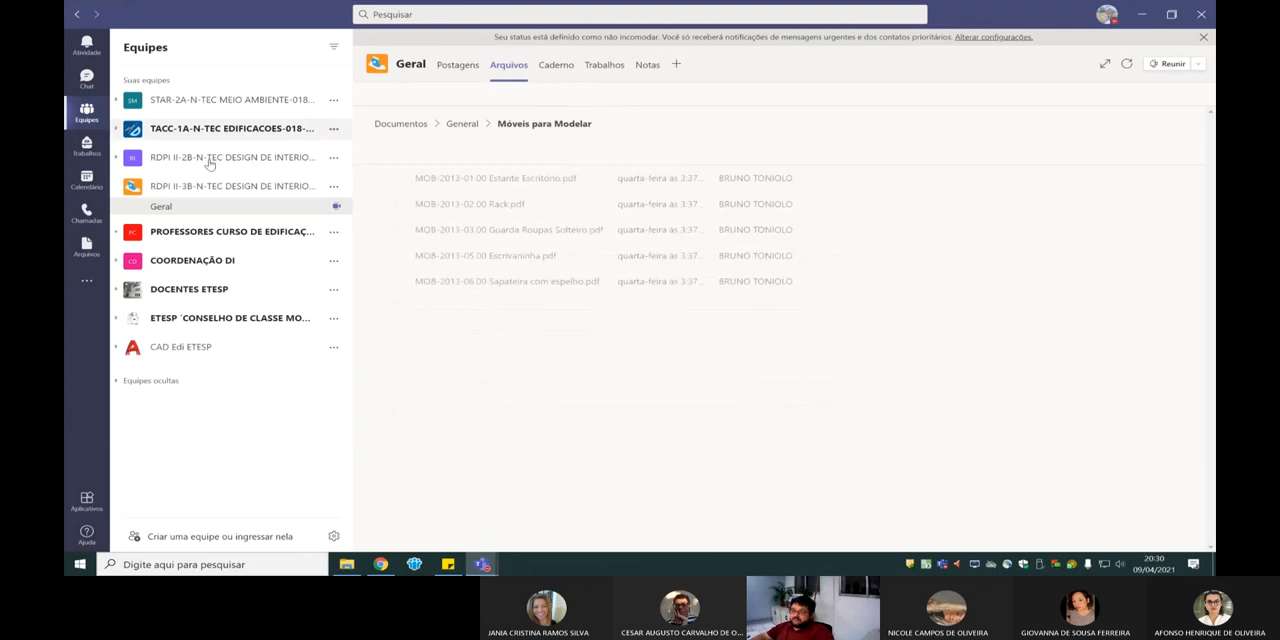 Pesquisar
Seu status está definido como não incomodar. Você só receberá notificações de mensagens urgentes e dos contatos prioritários. Alterar configurações.
Atividade
Chat
Equipes
Trabalhos
Calendário
Chamadas
Arquivos
Aplicativos
Ajuda
Equipes
Suas equipes
SM STAR-2A-N-TEC MEIO AMBIENTE-018...
TACC-1A-N-TEC EDIFICACOES-018-...
RI RDPI II-2B-N-TEC DESIGN DE INTERIO...
RDPI II-3B-N-TEC DESIGN DE INTERIO...
Geral
PC PROFESSORES CURSO DE EDIFICAÇ...
CD COORDENAÇÃO DI
DOCENTES ETESP
ETESP ´CONSELHO DE CLASSE MO...
CAD Edi ETESP
Equipes ocultas
Criar uma equipe ou ingressar nela
Geral Postagens Arquivos Caderno Trabalhos Notas
Reunir
Documentos > General > Móveis para Modelar
MOB-2013-01.00 Estante Escritório.pdf quarta-feira às 3:37... BRUNO TONIOLO
MOB-2013-02.00 Rack.pdf quarta-feira às 3:37... BRUNO TONIOLO
MOB-2013-03.00 Guarda Roupas Solteiro.pdf quarta-feira às 3:37... BRUNO TONIOLO
MOB-2013-05.00 Escrivaninha.pdf quarta-feira às 3:37... BRUNO TONIOLO
MOB-2013-06.00 Sapateira com espelho.pdf quarta-feira às 3:37... BRUNO TONIOLO
Digite aqui para pesquisar
20:30
09/04/2021
JANIA CRISTINA RAMOS SILVA
CESAR AUGUSTO CARVALHO DE O...
NICOLE CAMPOS DE OLIVEIRA
GIOVANNA DE SOUSA FERREIRA
AFONSO HENRIQUE DE OLIVEIRA